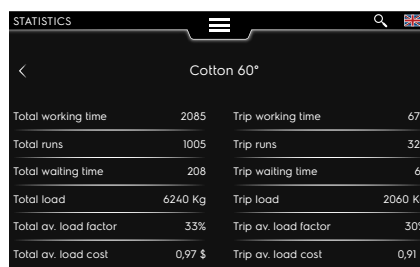 STATISTICS
Cotton 60°
Total working time 2085 Trip working time 67
Total runs 1005 Trip runs 32
Total waiting time 208 Trip waiting time 6
Total load 6240 Kg Trip load 2060 K
Total av. load factor 33% Trip av. load factor 30%
Total av. load cost 0,97 $ Trip av. load cost 0,91